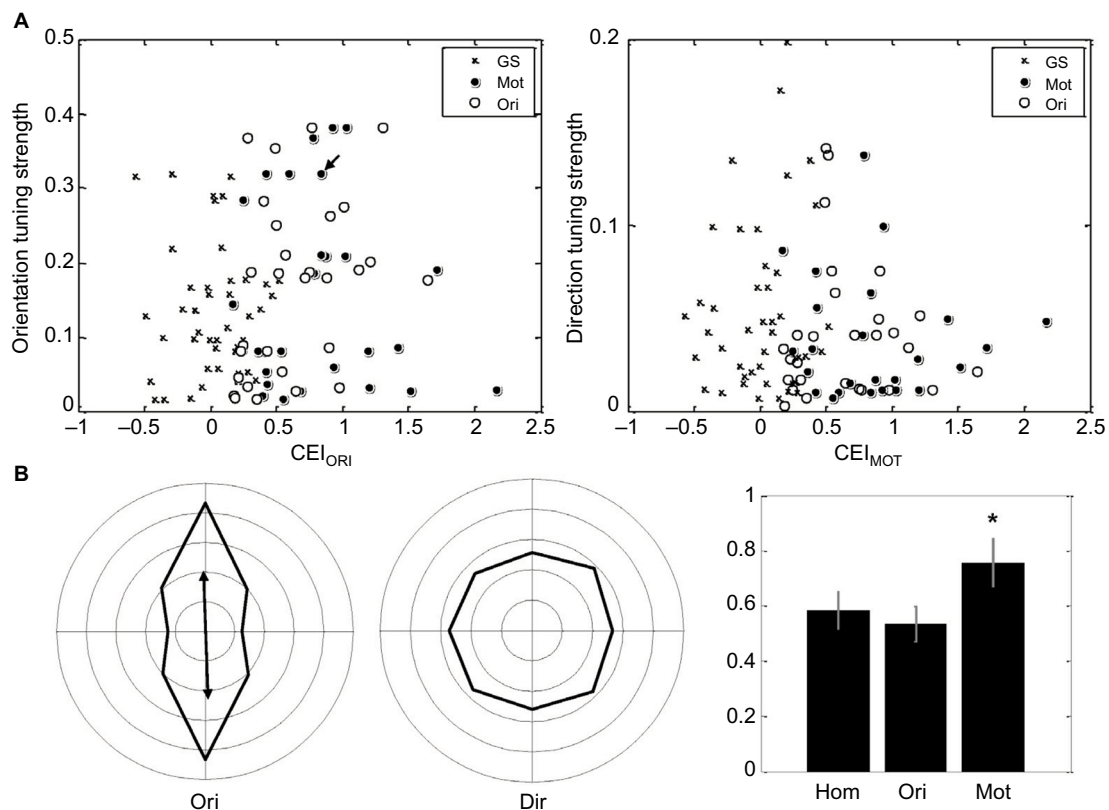 A
0.5
0.4
0.3
0.2
0.1
0
Orientation tuning strength
–1
–0.5
0
0.5
1
1.5
2
2.5
CEI_ORI
GS
Mot
Ori
0.2
0.1
0
Direction tuning strength
–1
–0.5
0
0.5
1
1.5
2
2.5
CEI_MOT
GS
Mot
Ori
B
Ori
Dir
1
0.8
0.6
0.4
0.2
0
*
Hom
Ori
Mot